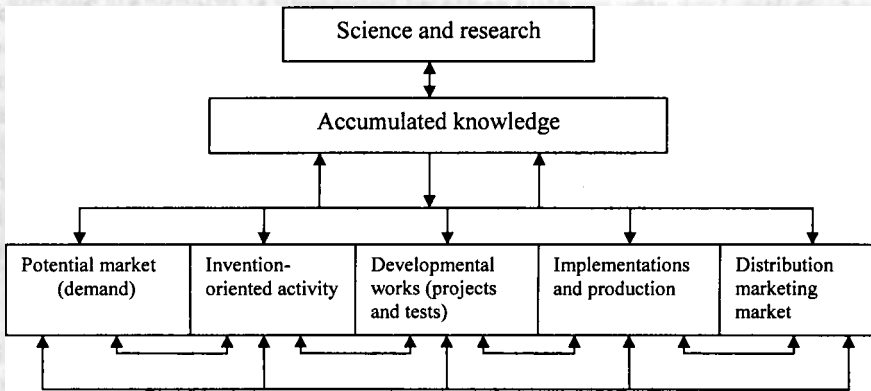 Science and research
Accumulated knowledge
Potential market
(demand)
Invention-
oriented activity
Developmental
works (projects
and tests)
Implementations
and production
Distribution
marketing
market